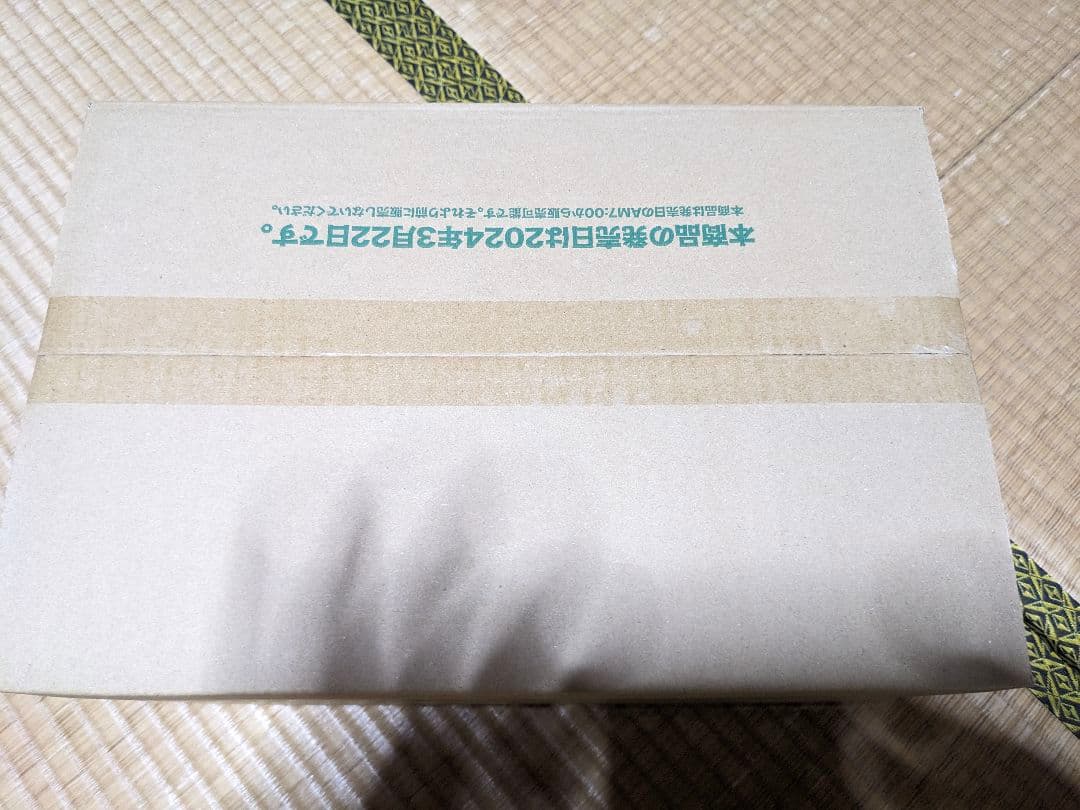 本商品の発売日は2024年3月22日です。
本商品は発売日のAM7:00から販売可能です。それより前に販売しないでください。